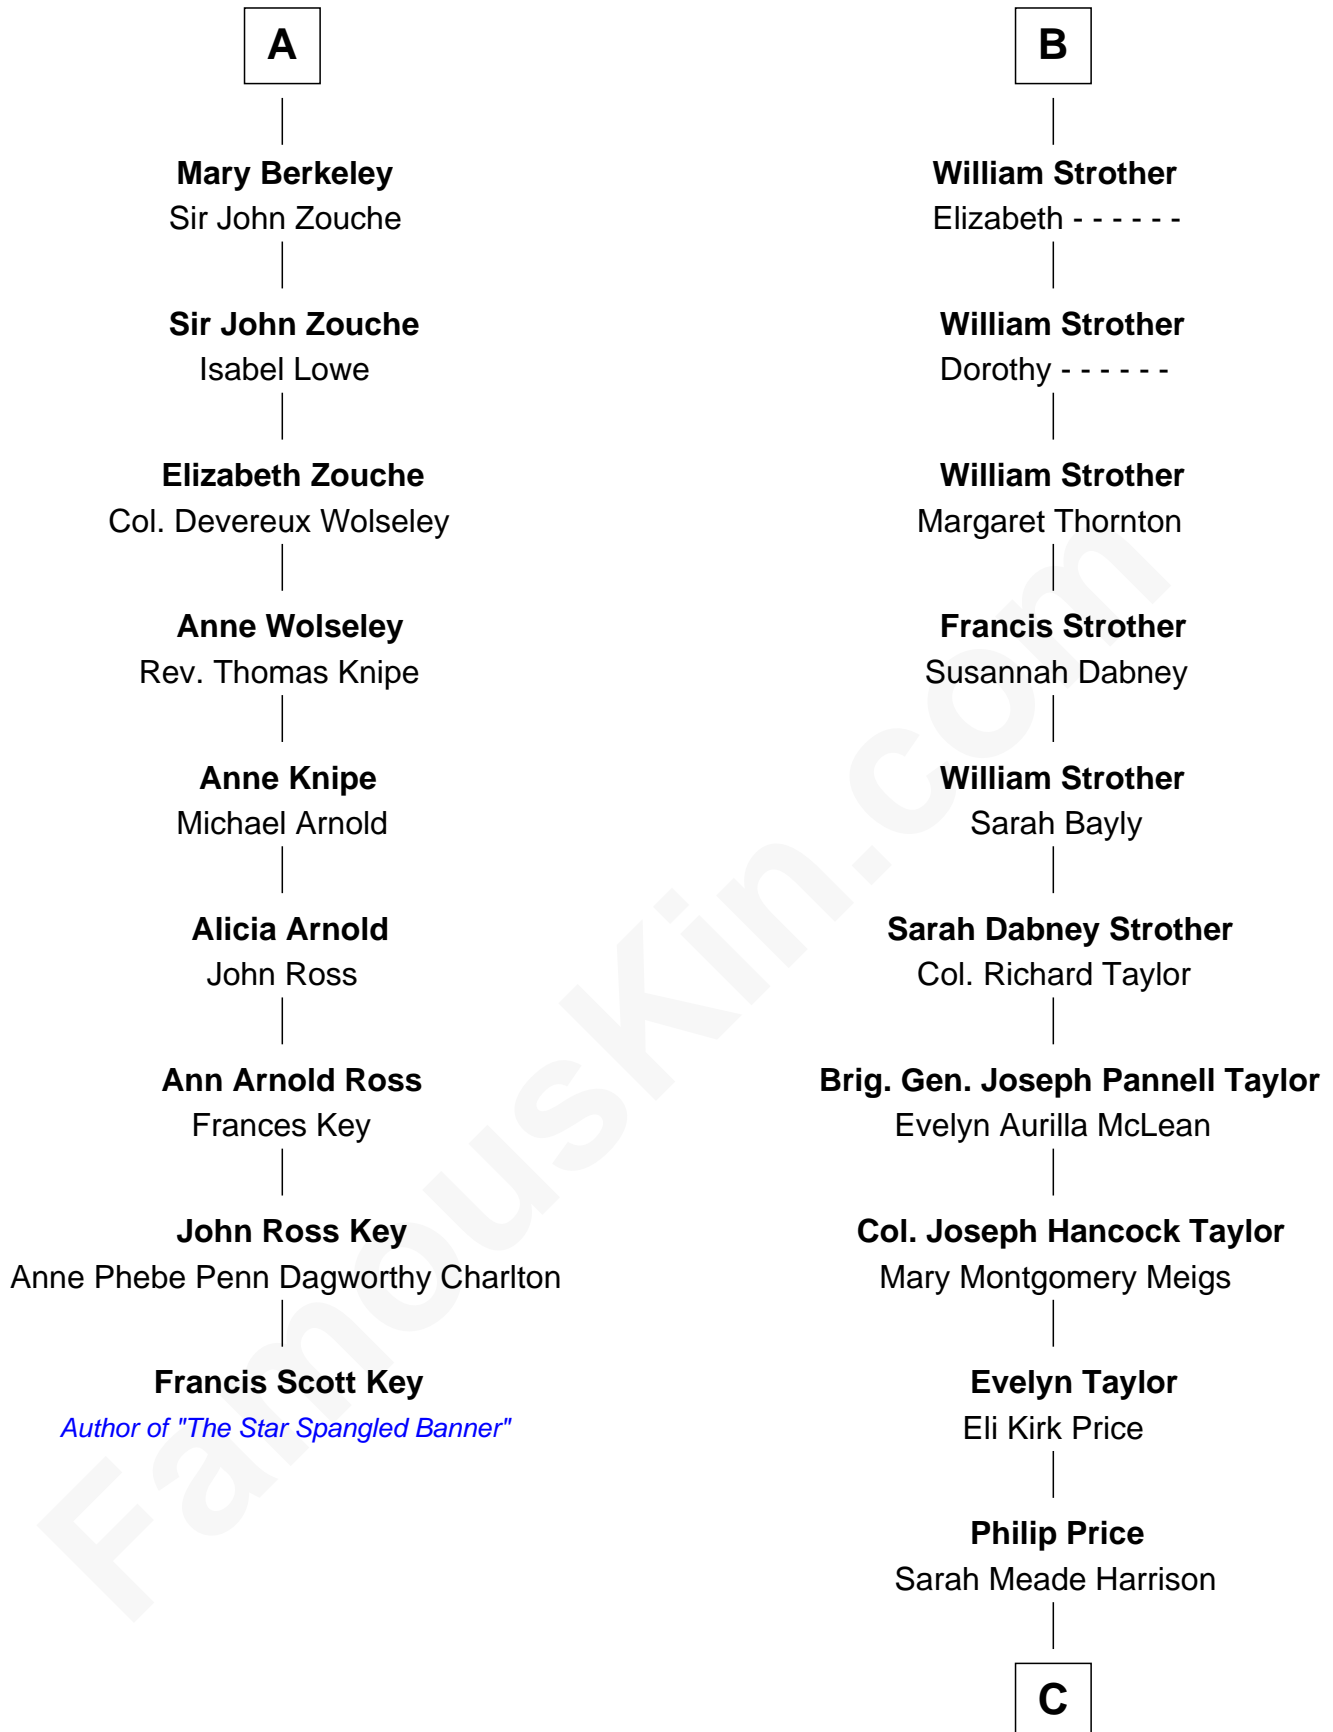 A
Mary Berkeley
Sir John Zouche
Sir John Zouche
Isabel Lowe
Elizabeth Zouche
Col. Devereux Wolseley
Anne Wolseley
Rev. Thomas Knipe
Anne Knipe
Michael Arnold
Alicia Arnold
John Ross
Ann Arnold Ross
Frances Key
John Ross Key
Anne Phebe Penn Dagworthy Charlton
Francis Scott Key
Author of "The Star Spangled Banner"
B
William Strother
Elizabeth - - - - - -
William Strother
Dorothy - - - - - -
William Strother
Margaret Thornton
Francis Strother
Susannah Dabney
William Strother
Sarah Bayly
Sarah Dabney Strother
Col. Richard Taylor
Brig. Gen. Joseph Pannell Taylor
Evelyn Aurilla McLean
Col. Joseph Hancock Taylor
Mary Montgomery Meigs
Evelyn Taylor
Eli Kirk Price
Philip Price
Sarah Meade Harrison
C
FamousKin.com